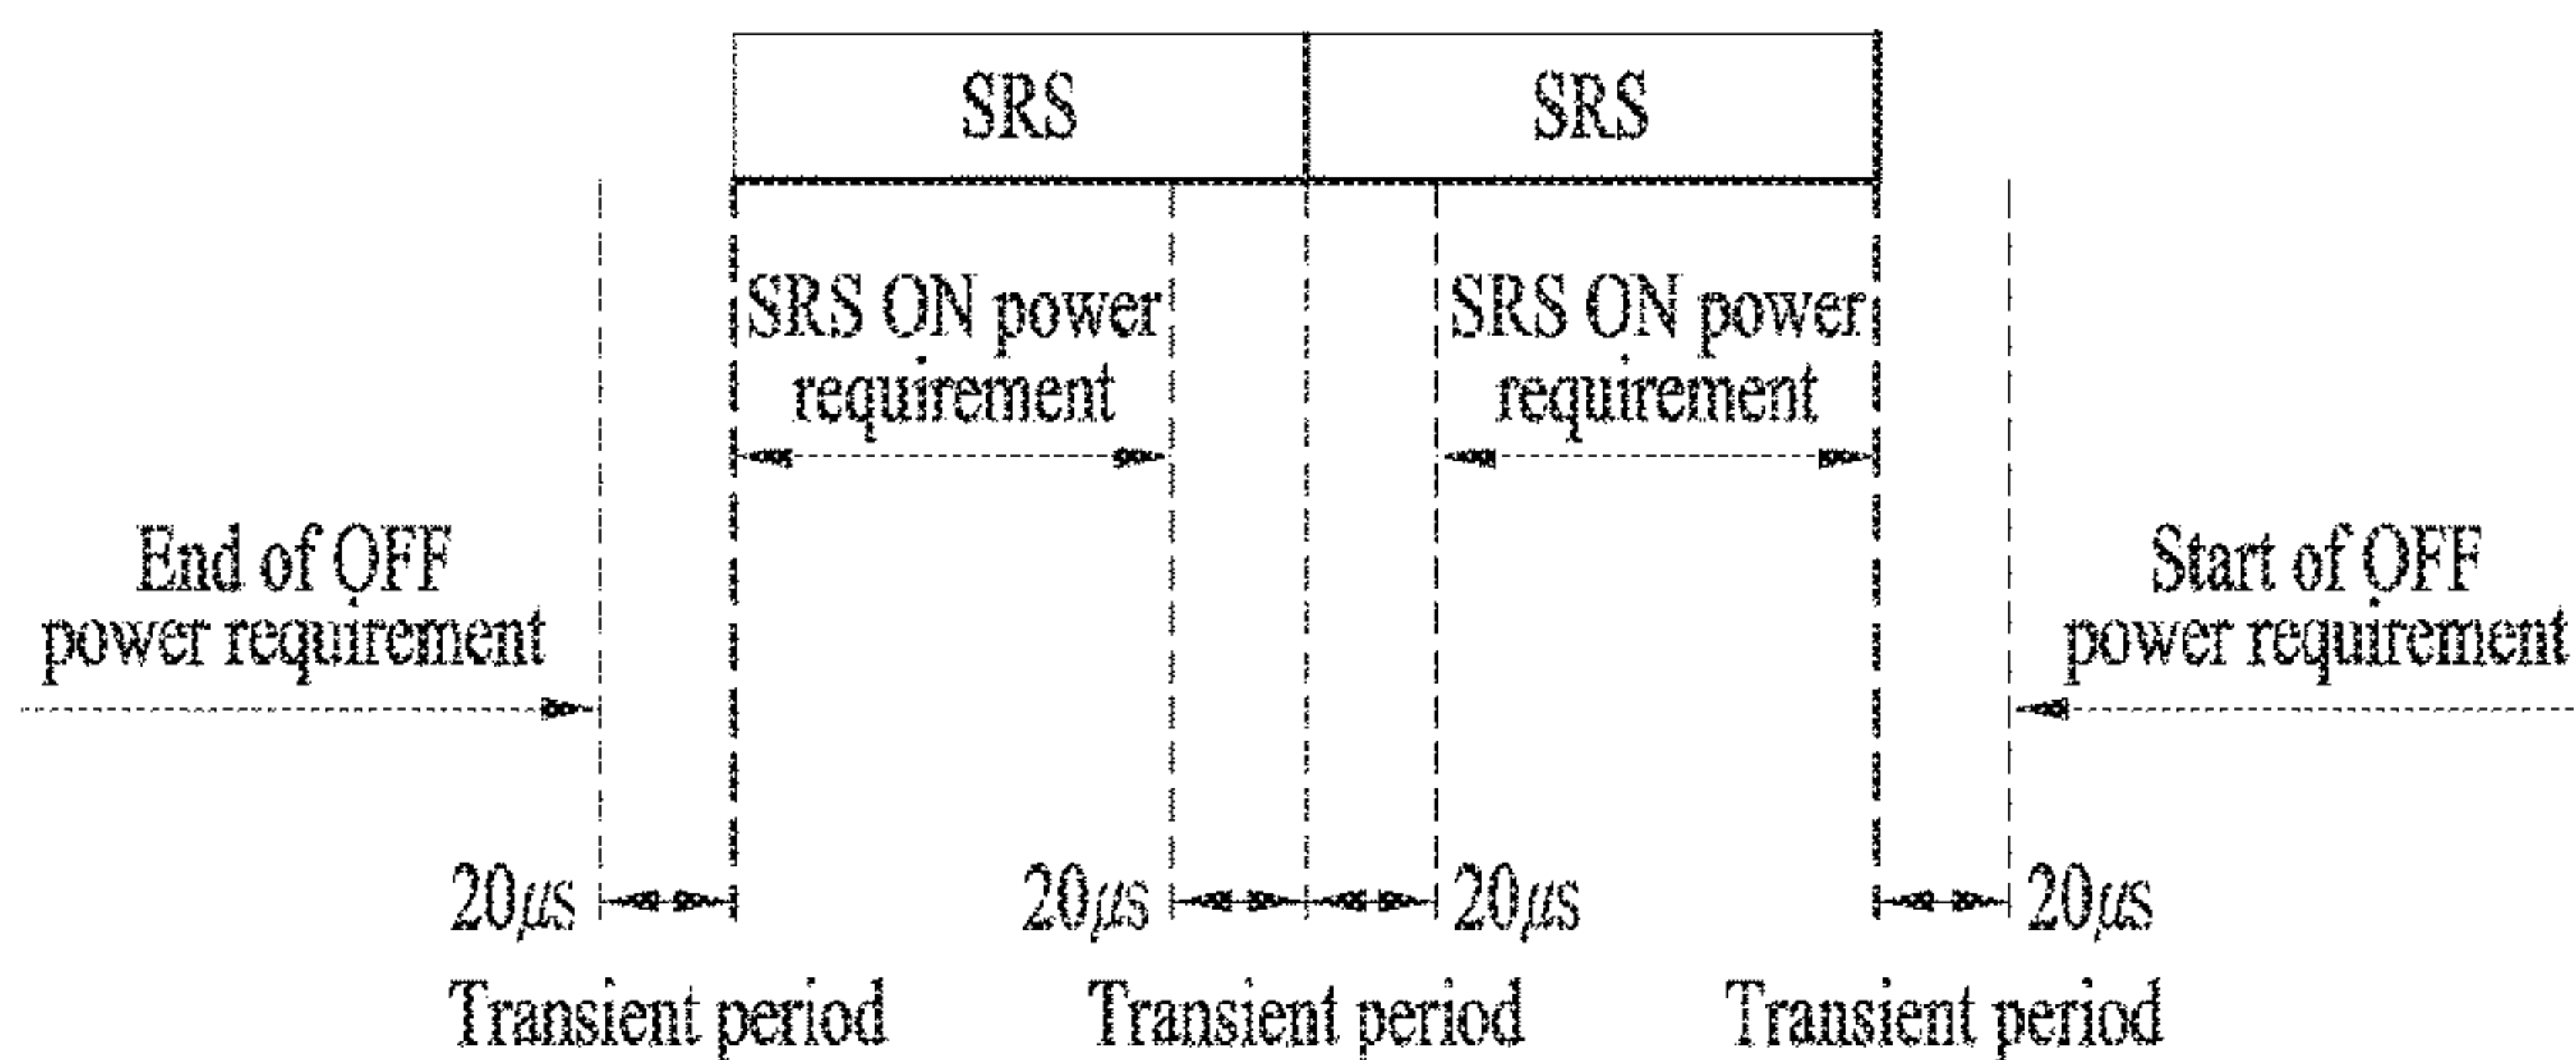 SRS
SRS
SRS ON power
requirement
SRS ON power
requirement
End of OFF
power requirement
Start of OFF
power requirement
20μs
20μs
20μs
20μs
Transient period
Transient period
Transient period